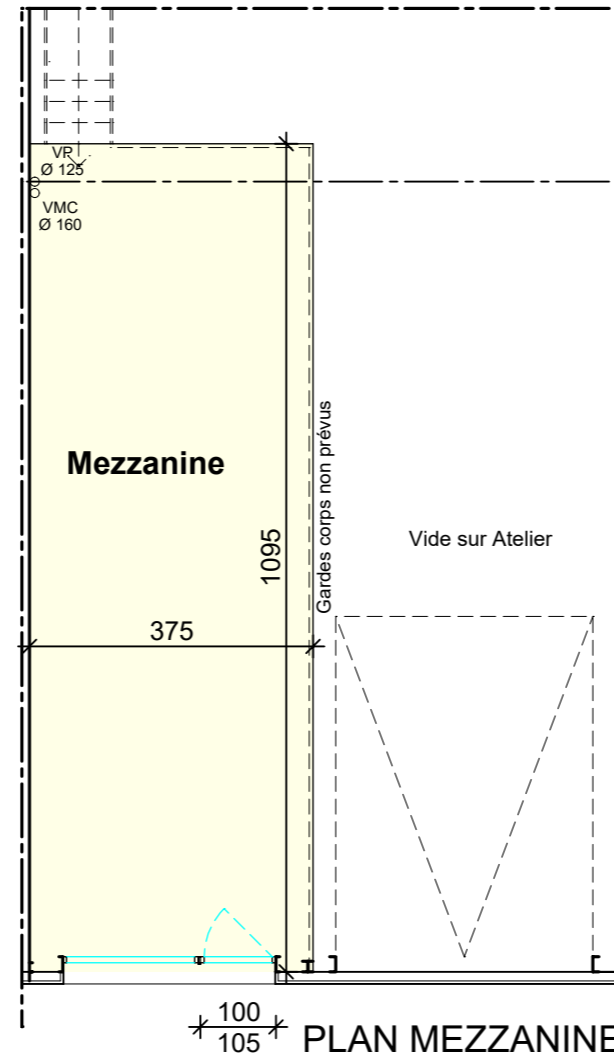 VP
Ø 125
VMC
Ø 160
Mezzanine
Gardes corps non prévus
Vide sur Atelier
1095
375
100
105
PLAN MEZZANINE